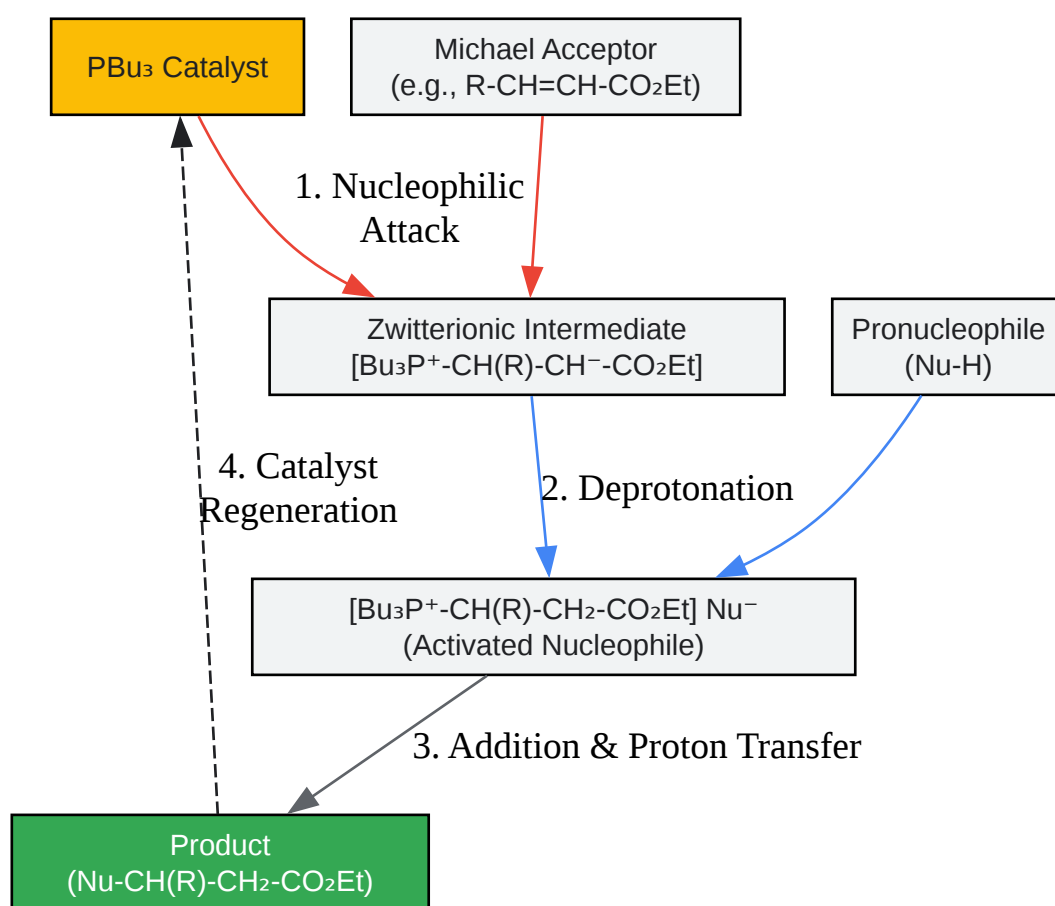 PBu₃ Catalyst
Michael Acceptor
(e.g., R-CH=CH-CO₂Et)
1. Nucleophilic
Attack
Zwitterionic Intermediate
[Bu₃P⁺-CH(R)-CH⁻-CO₂Et]
Pronucleophile
(Nu-H)
4. Catalyst
Regeneration
2. Deprotonation
[Bu₃P⁺-CH(R)-CH₂-CO₂Et] Nu⁻
(Activated Nucleophile)
3. Addition & Proton Transfer
Product
(Nu-CH(R)-CH₂-CO₂Et)